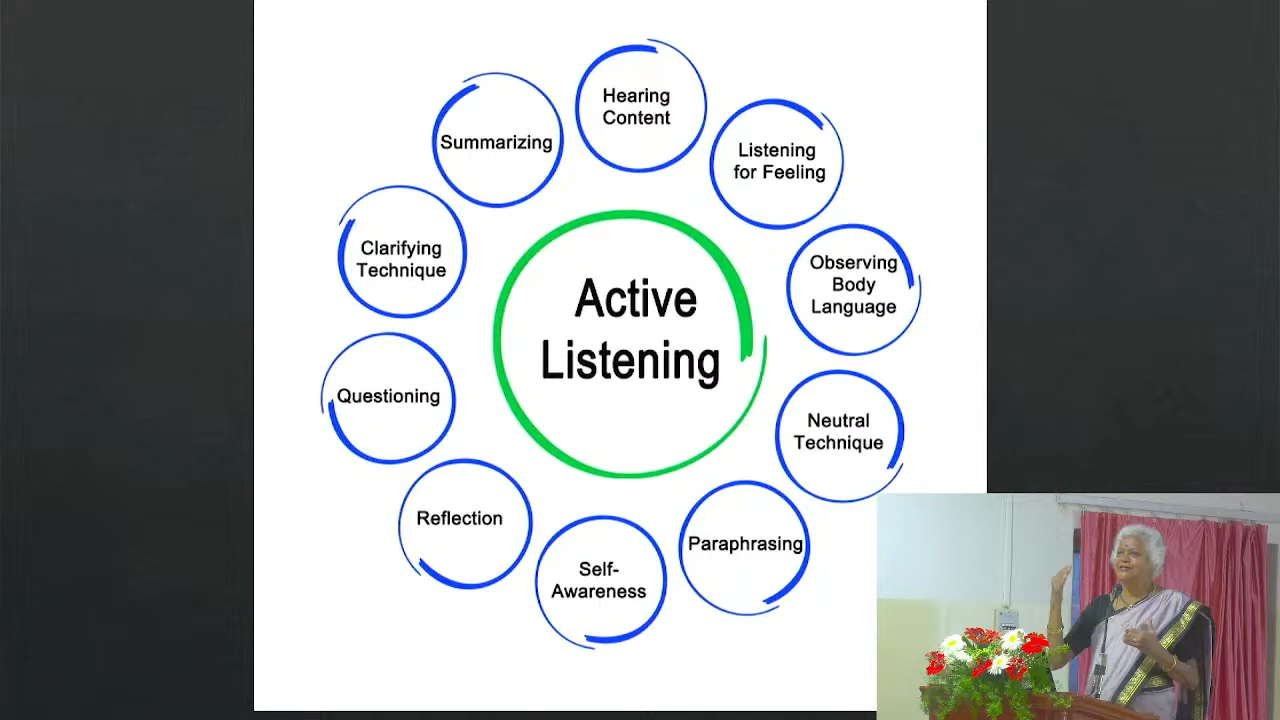 Hearing
Content
Listening
for Feeling
Observing
Body
Language
Neutral
Technique
Paraphrasing
Self-
Awareness
Reflection
Questioning
Clarifying
Technique
Summarizing
Active
Listening